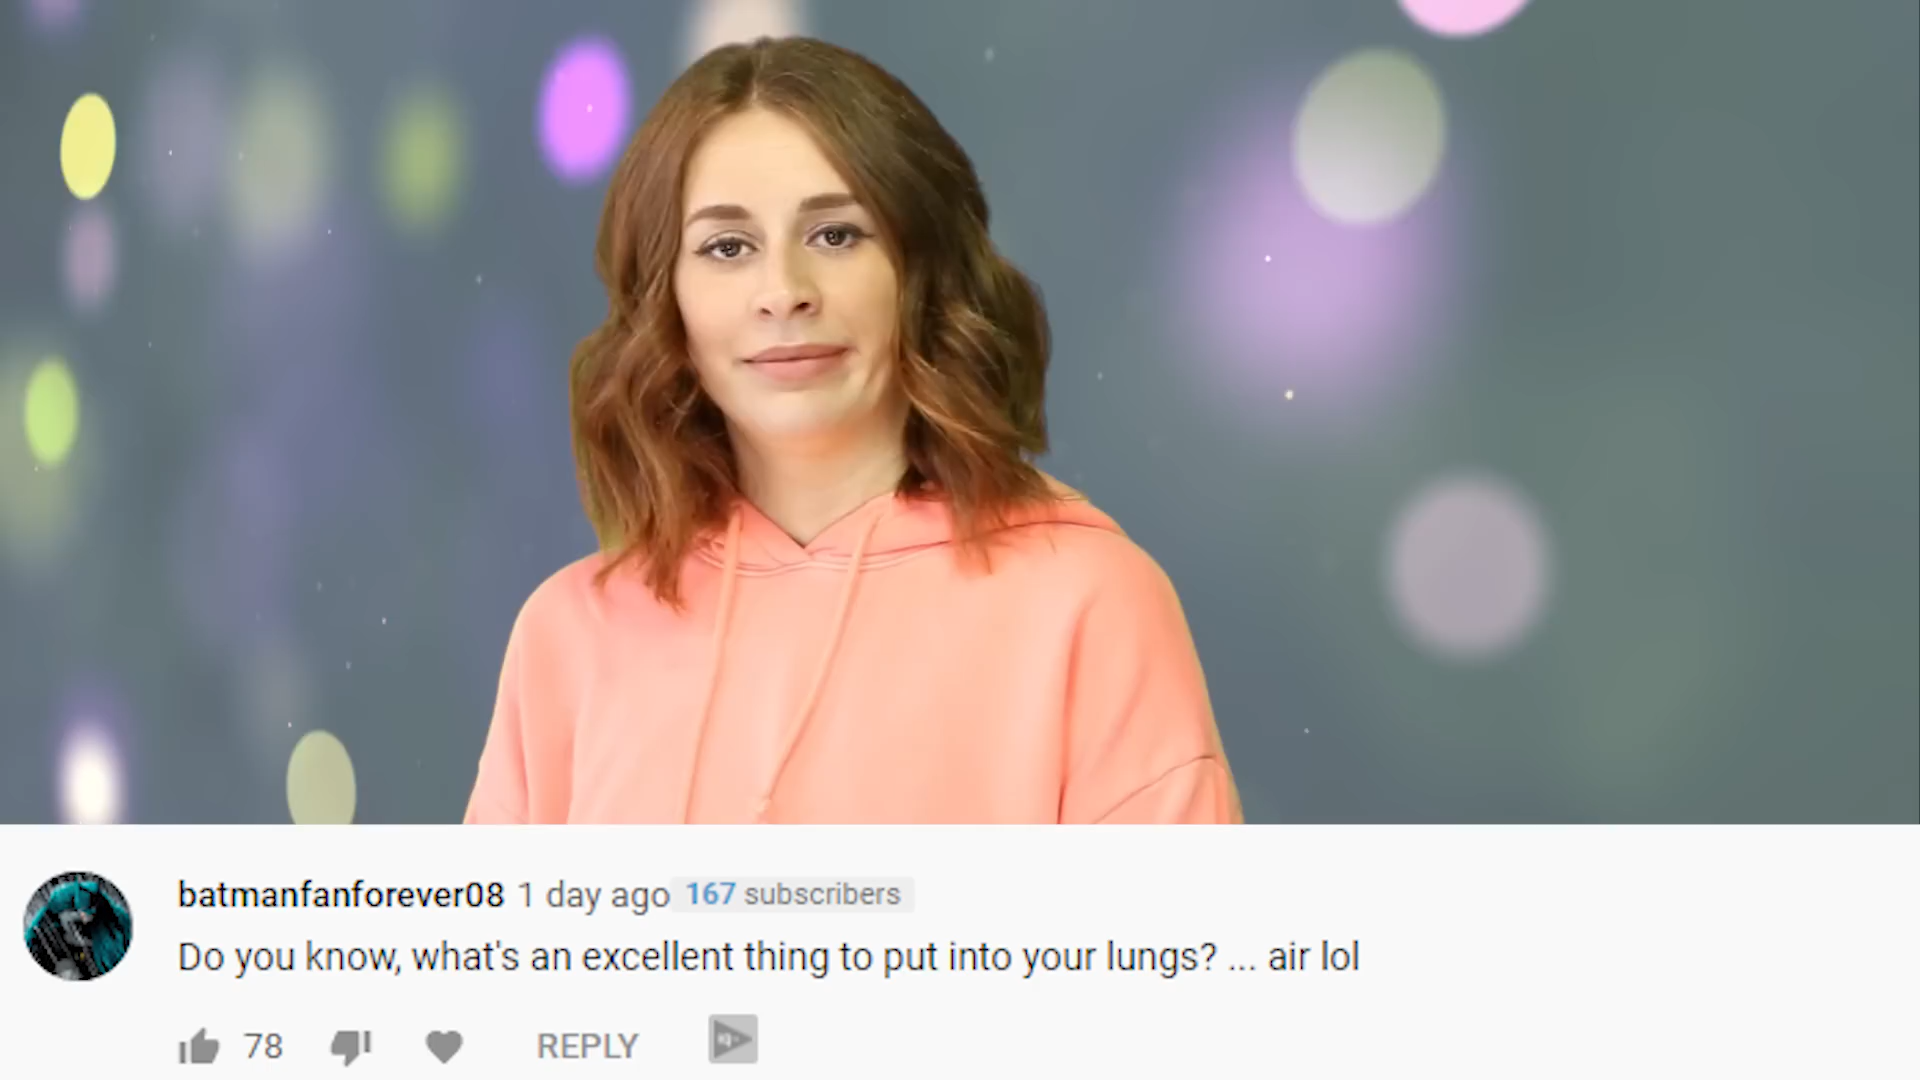 batmanfanforever08 1 day ago 167 subscribers
Do you know, what's an excellent thing to put into your lungs? ... air lol
78 REPLY